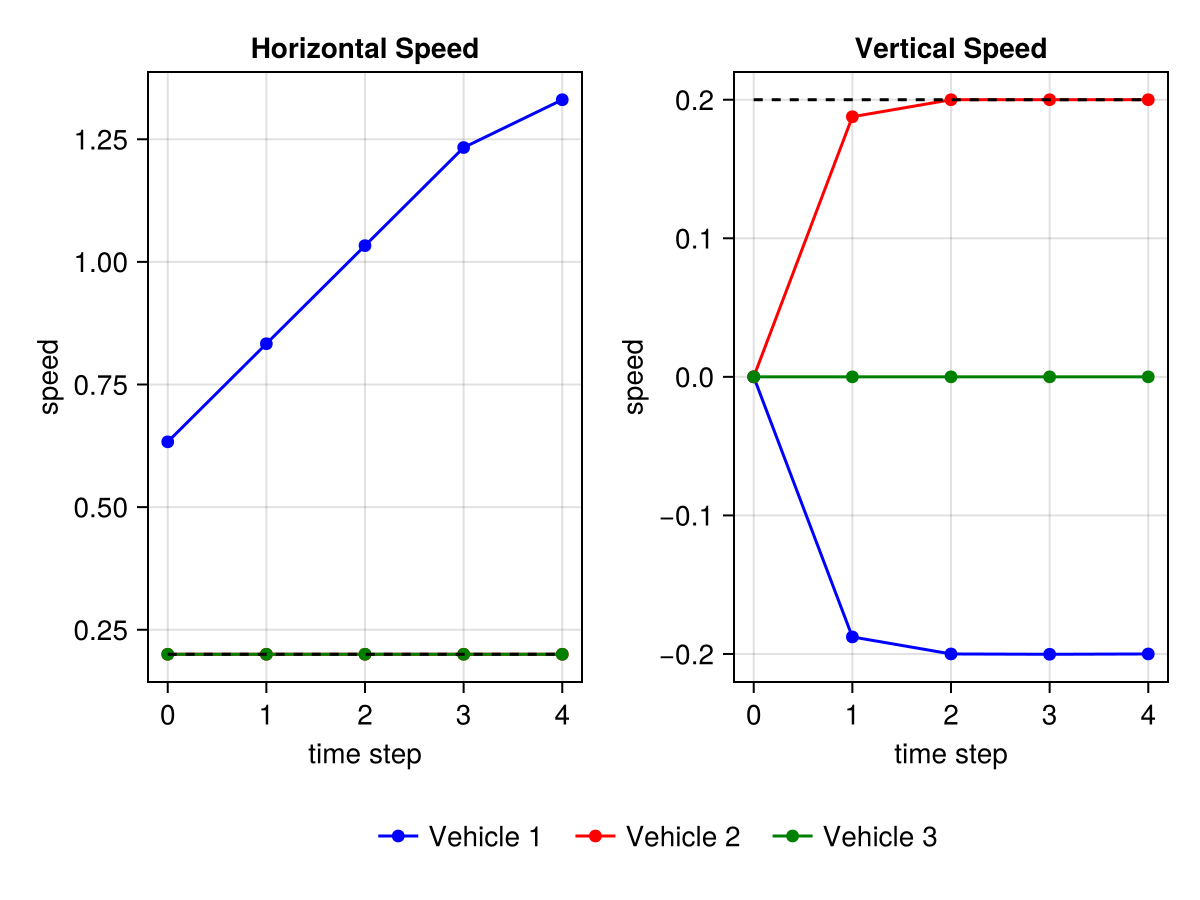 Horizontal Speed
1.25
1.00
0.75
0.50
0.25
speed
0 1 2 3 4
time step
Vertical Speed
0.2
0.1
0.0
−0.1
−0.2
speed
0 1 2 3 4
time step
Vehicle 1 Vehicle 2 Vehicle 3